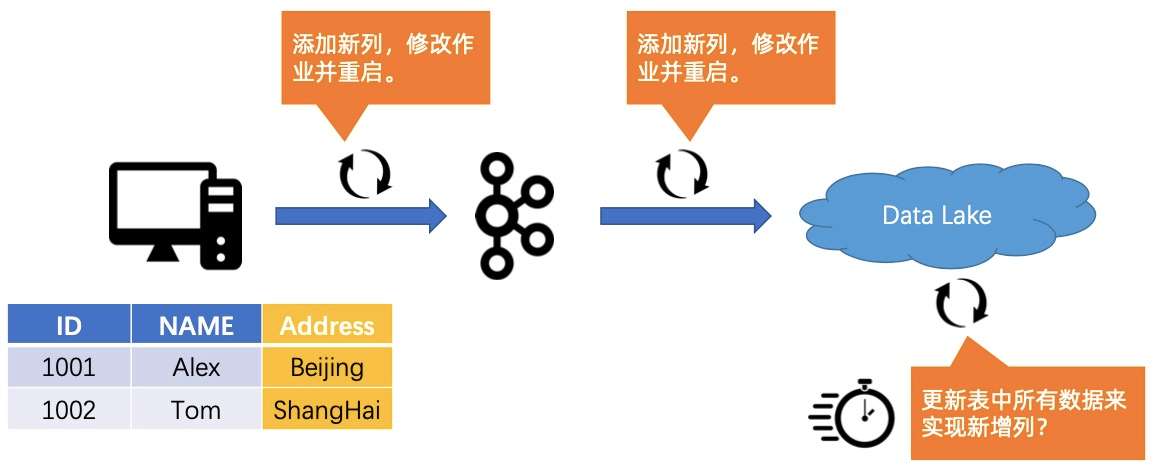 添加新列，修改作
业并重启。
添加新列，修改作
业并重启。
Data Lake
ID NAME Address
1001 Alex Beijing
1002 Tom ShangHai
更新表中所有数据来
实现新增列？